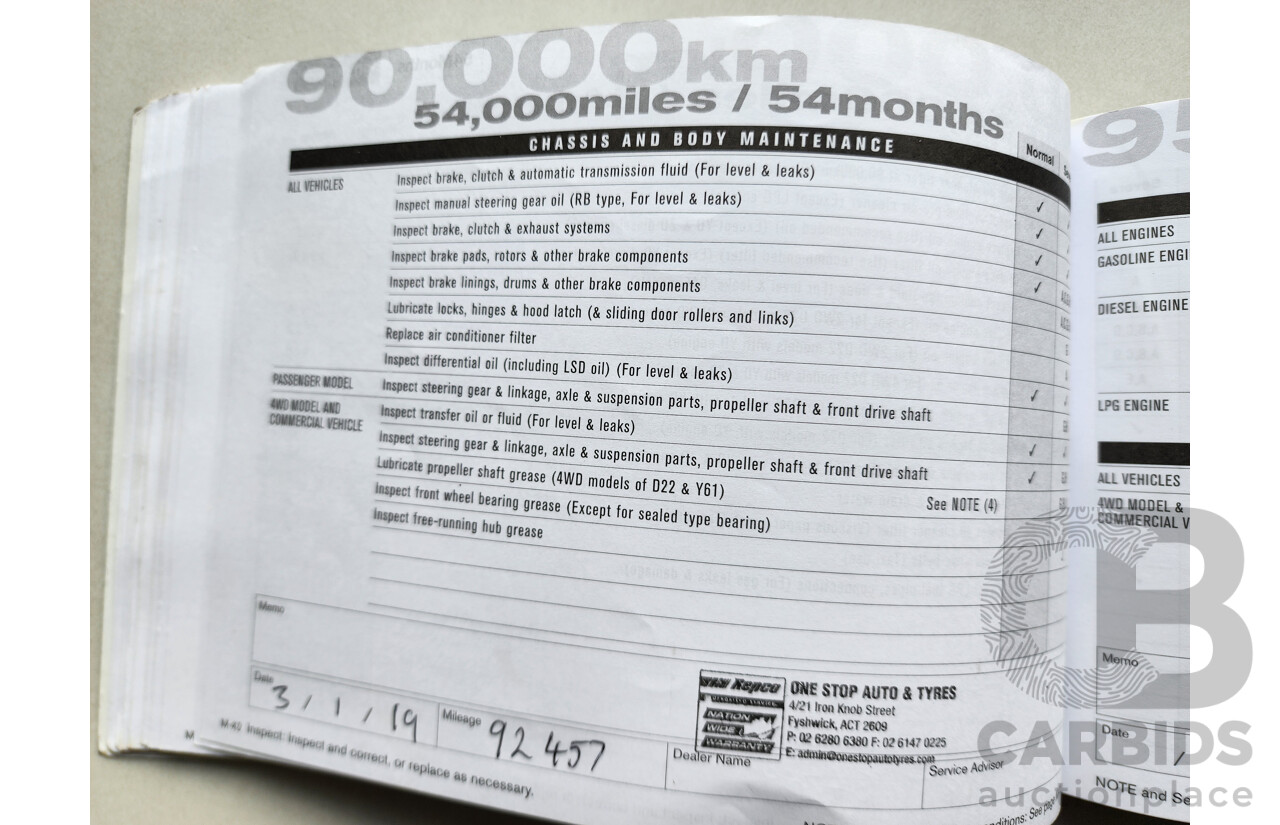 90,000km
54,000miles / 54months
CHASSIS AND BODY MAINTENANCE
Normal
ALL VEHICLES
Inspect brake, clutch & automatic transmission fluid (For level & leaks)
Inspect manual steering gear oil (RB type, For level & leaks) ✓
Inspect brake, clutch & exhaust systems ✓
Inspect brake pads, rotors & other brake components ✓
Inspect brake linings, drums & other brake components ✓
Lubricate locks, hinges & hood latch (& sliding door rollers and links)
Replace air conditioner filter
Inspect differential oil (including LSD oil) (For level & leaks)
PASSENGER MODEL
Inspect steering gear & linkage, axle & suspension parts, propeller shaft & front drive shaft ✓
4WD MODEL AND
COMMERCIAL VEHICLE
Inspect transfer oil or fluid (For level & leaks) ✓
Inspect steering gear & linkage, axle & suspension parts, propeller shaft & front drive shaft ✓
Lubricate propeller shaft grease (4WD models of D22 & Y61) See NOTE (4)
Inspect front wheel bearing grease (Except for sealed type bearing)
Inspect free-running hub grease
Memo
Date
3/1/19
Mileage
92457
Repco
NATION
WIDE
WARRANTY
ONE STOP AUTO & TYRES
4/21 Iron Knob Street
Fyshwick, ACT 2609
P: 02 6280 6380 F: 02 6147 0225
E: admin@onestopautotyres.com
Dealer Name
Service Advisor
M-43 Inspect: Inspect and correct, or replace as necessary.
95
ALL ENGINES
GASOLINE ENGI
DIESEL ENGINE
LPG ENGINE
ALL VEHICLES
4WD MODEL &
COMMERCIAL V
Memo
Date
NOTE and Se
CB
CARBIDS
auctionplace